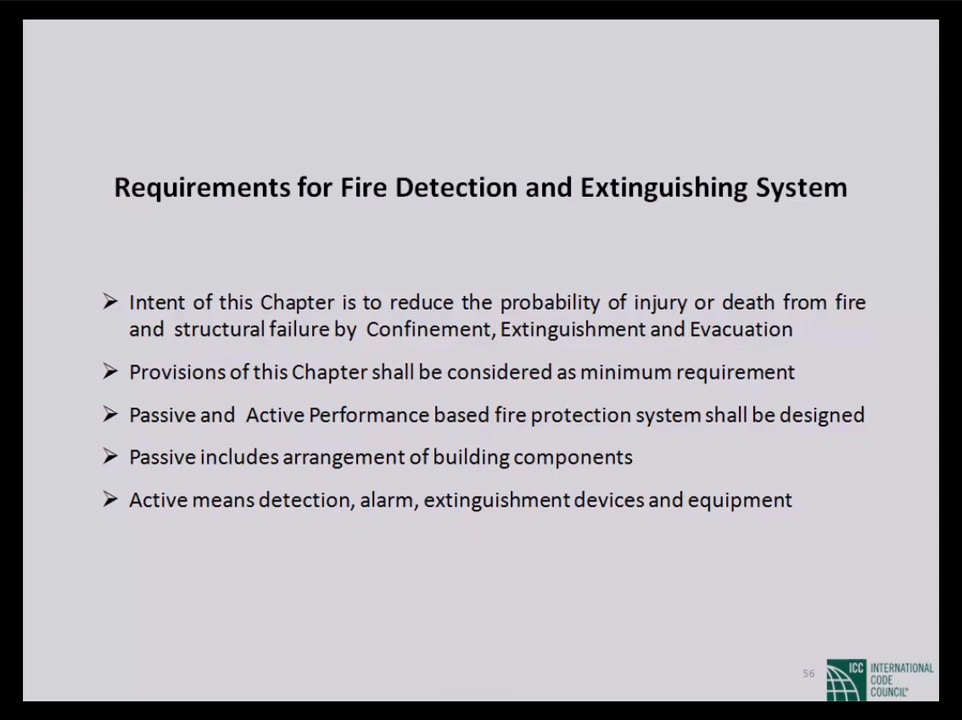 Requirements for Fire Detection and Extinguishing System
➢ Intent of this Chapter is to reduce the probability of injury or death from fire
and structural failure by Confinement, Extinguishment and Evacuation
➢ Provisions of this Chapter shall be considered as minimum requirement
➢ Passive and Active Performance based fire protection system shall be designed
➢ Passive includes arrangement of building components
➢ Active means detection, alarm, extinguishment devices and equipment
56
ICC
INTERNATIONAL
CODE
COUNCIL®